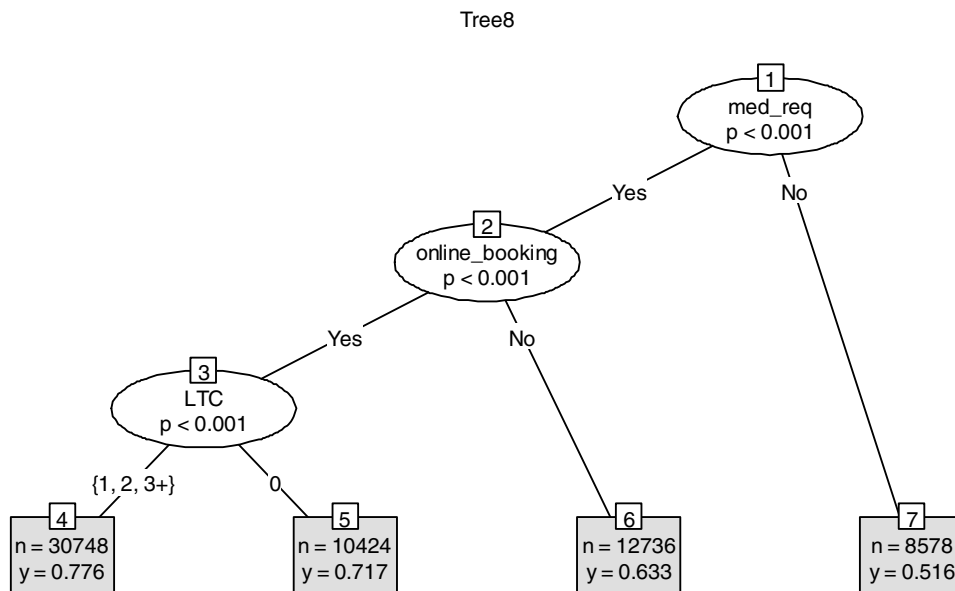 Tree8
1
med_req
p < 0.001
Yes
No
2
online_booking
p < 0.001
Yes
No
3
LTC
p < 0.001
{1, 2, 3+}
0
4
n = 30748
y = 0.776
5
n = 10424
y = 0.717
6
n = 12736
y = 0.633
7
n = 8578
y = 0.516